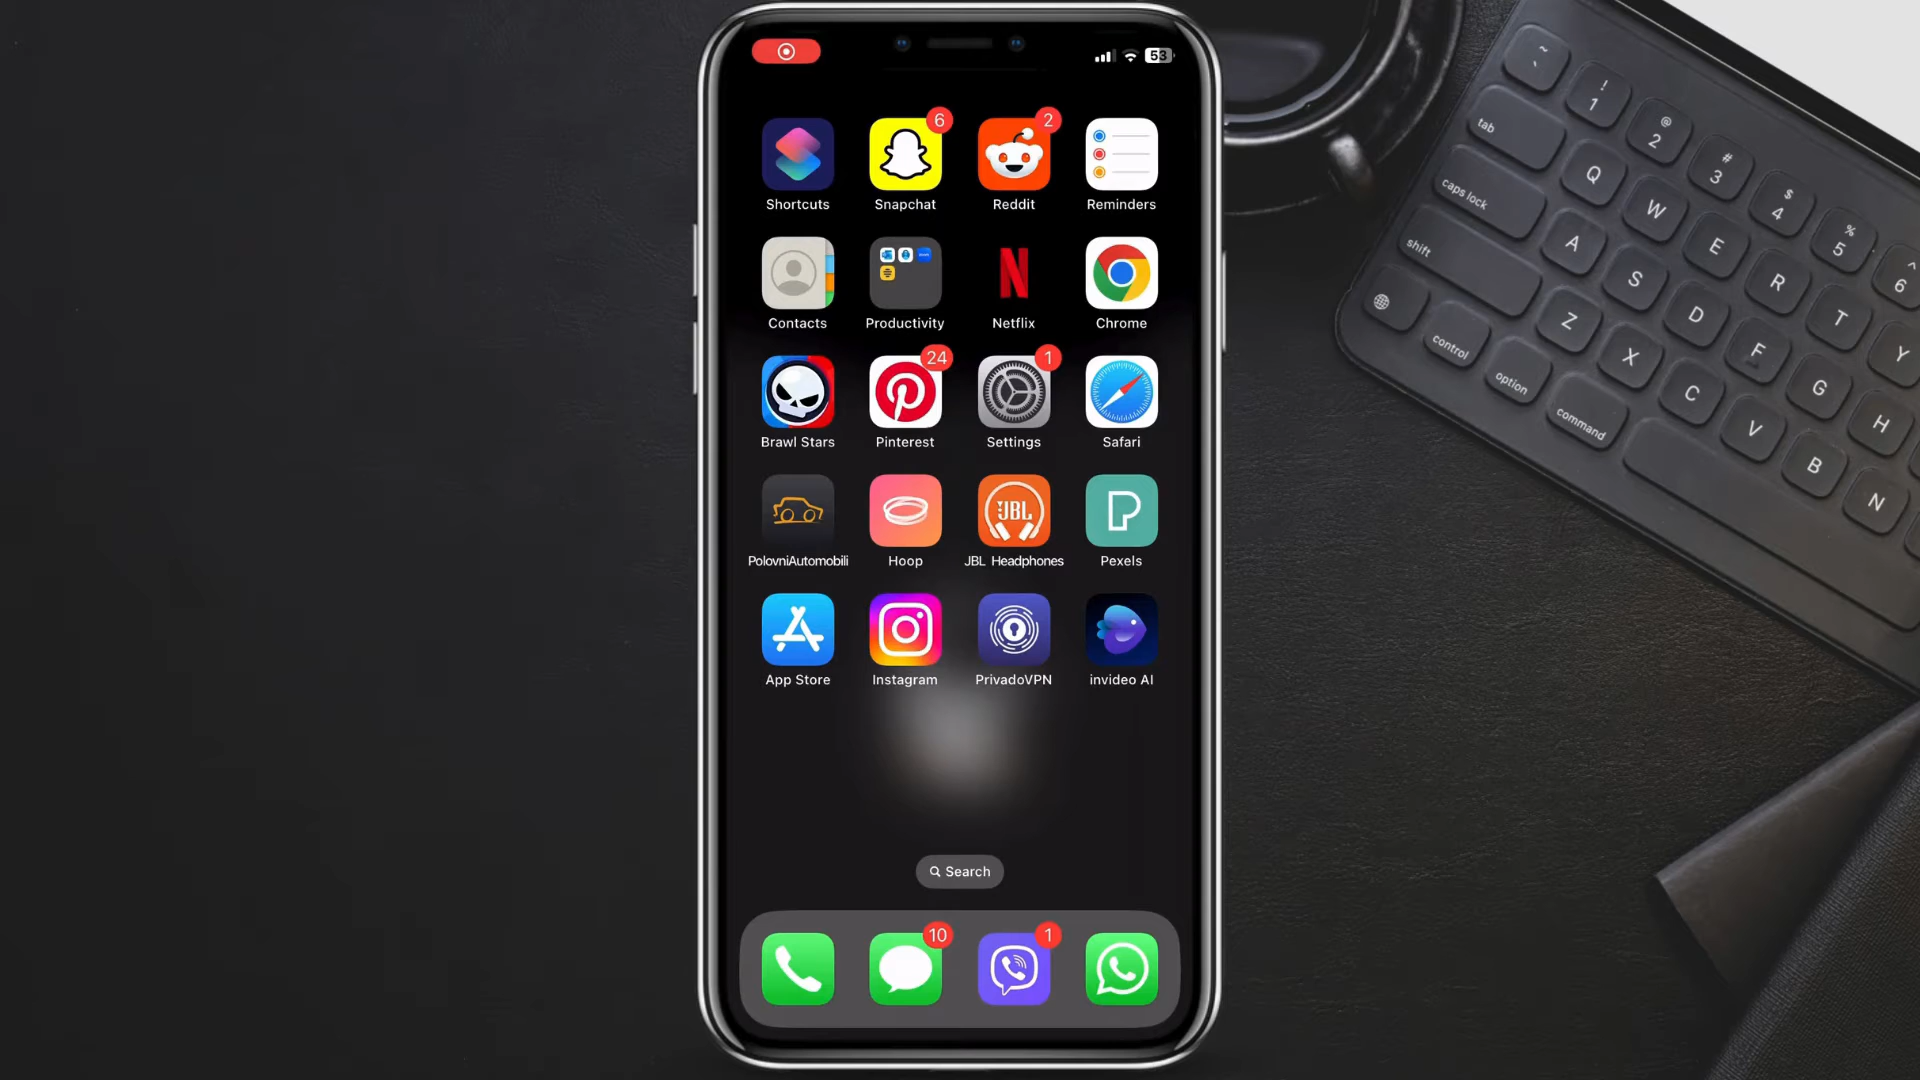 53
6
2
Shortcuts
Snapchat
Reddit
Reminders
Contacts
Productivity
Netflix
Chrome
24
1
Brawl Stars
Pinterest
Settings
Safari
JBL
PolovniAutomobili
Hoop
JBL Headphones
Pexels
App Store
Instagram
PrivadoVPN
invideo AI
Search
10
1
~
`
!
1
@
2
#
3
$
4
%
5
^
6
tab
Q
W
E
R
T
Y
caps lock
A
S
D
F
G
H
shift
Z
X
C
V
B
N
control
option
command